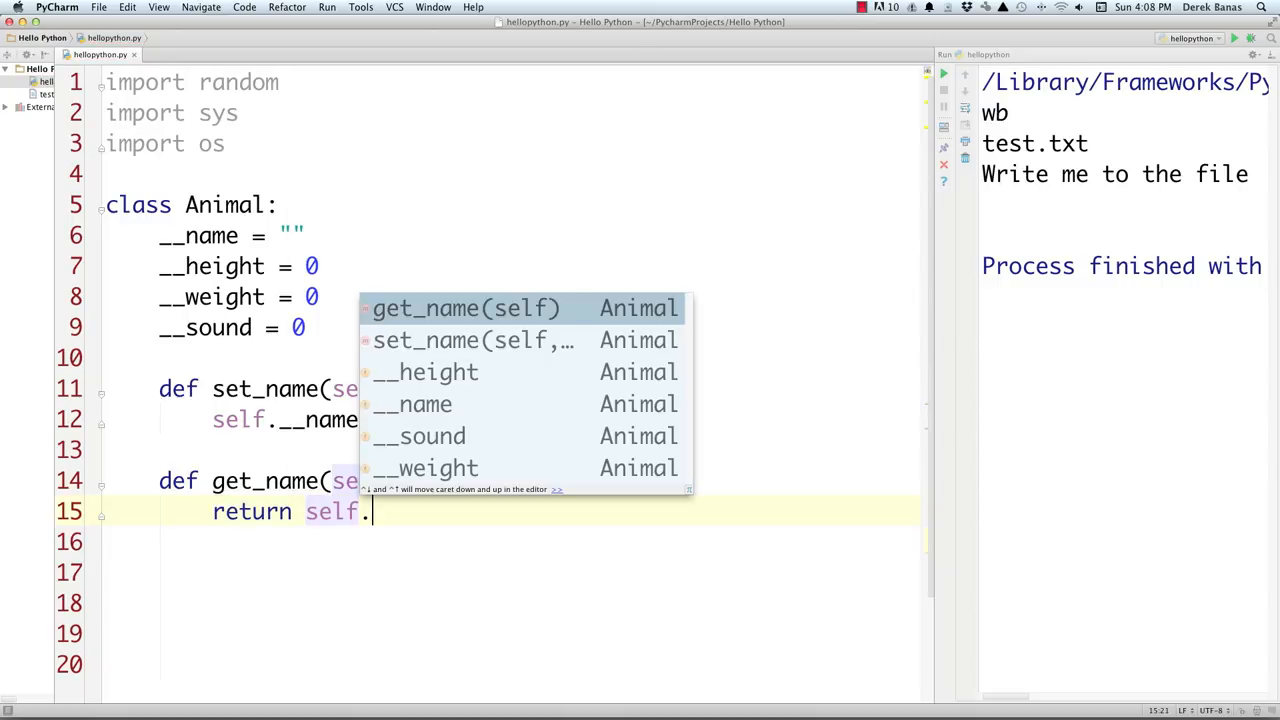 PyCharm File Edit View Navigate Code Refactor Run Tools VCS Window Help 10 Sun 4:08 PM Derek Banas
hellopython.py - Hello Python - [~/PycharmProjects/Hello Python]
Hello Python hellopython.py hellopython
hellopython.py
Run hellopython
Hello P
hell
test
Extern
1 import random
2 import sys
3 import os
4
5 class Animal:
6 __name = ""
7 __height = 0
8 __weight = 0
9 __sound = 0
10
11 def set_name(se
12 self.__name
13
14 def get_name(se
15 return self.
16
17
18
19
20
get_name(self) Animal
set_name(self,… Animal
__height Animal
__name Animal
__sound Animal
__weight Animal
^↓ and ^↑ will move caret down and up in the editor >>
π
/Library/Frameworks/Py
wb
test.txt
Write me to the file
Process finished with
15:21 LF UTF-8